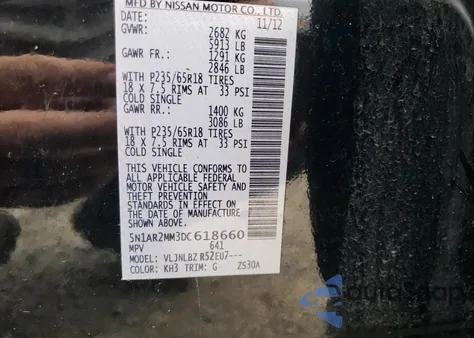 MFD BY NISSAN MOTOR CO., LTD.
11/12
GVWR: 2682 KG
5913 LB
GAWR FR.: 1291 KG
2846 LB
WITH P235/65R18 TIRES
18 X 7.5 RIMS AT 33 PSI
COLD SINGLE
GAWR RR.: 1400 KG
3086 LB
WITH P235/65R18 TIRES
18 X 7.5 RIMS AT 33 PSI
COLD SINGLE
THIS VEHICLE CONFORMS TO
ALL APPLICABLE FEDERAL
MOTOR VEHICLE SAFETY AND
THEFT PREVENTION
STANDARDS IN EFFECT ON
THE DATE OF MANUFACTURE
SHOWN ABOVE.
5N1AR2MM3DC618660
MPV 641
MODEL: VLJNLBZ R52EU7---
COLOR: KH3 TRIM: G ZS30A